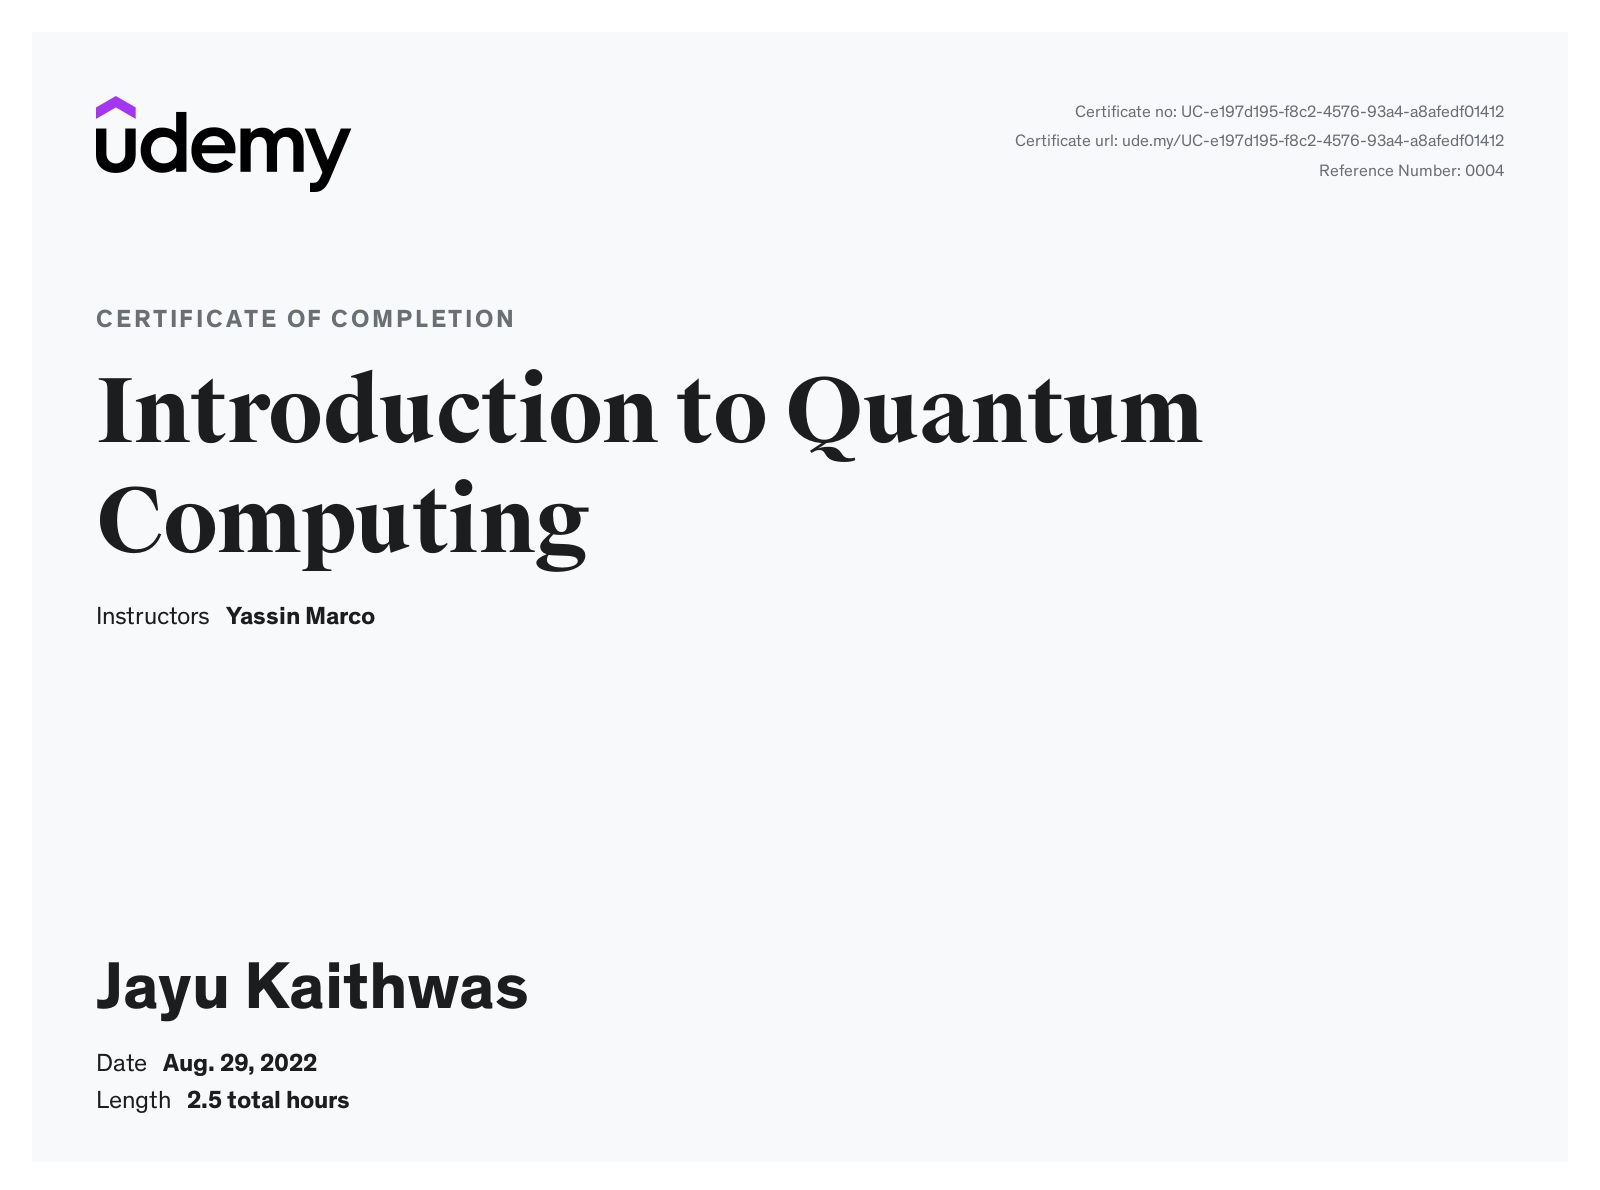 udemy
Certificate no: UC-e197d195-f8c2-4576-93a4-a8afedf01412
Certificate url: ude.my/UC-e197d195-f8c2-4576-93a4-a8afedf01412
Reference Number: 0004
CERTIFICATE OF COMPLETION
Introduction to Quantum
Computing
Instructors Yassin Marco
Jayu Kaithwas
Date Aug. 29, 2022
Length 2.5 total hours